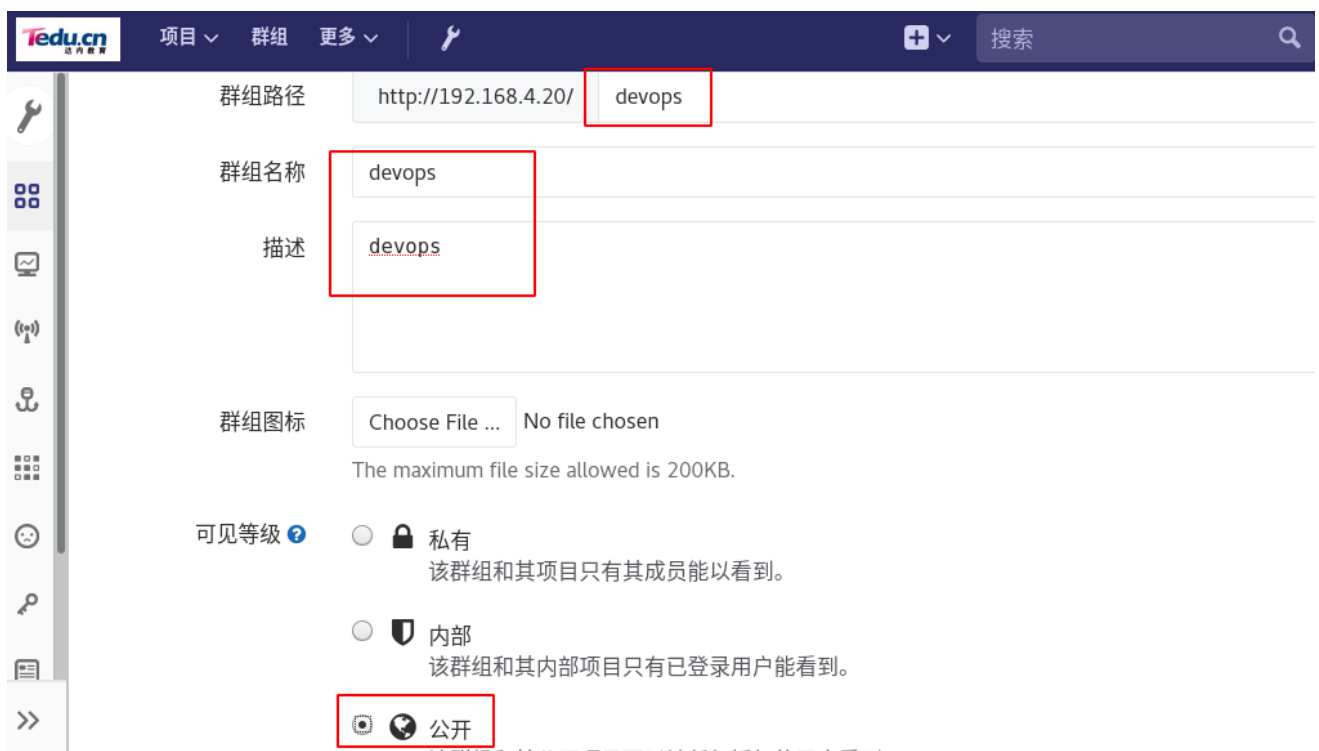 Tedu.cn
达内教育
项目 群组 更多 搜索
群组路径 http://192.168.4.20/ devops
群组名称 devops
描述 devops
群组图标 Choose File ... No file chosen
The maximum file size allowed is 200KB.
可见等级 ? 私有
该群组和其项目只有其成员能以看到。
内部
该群组和其内部项目只有已登录用户能看到。
公开